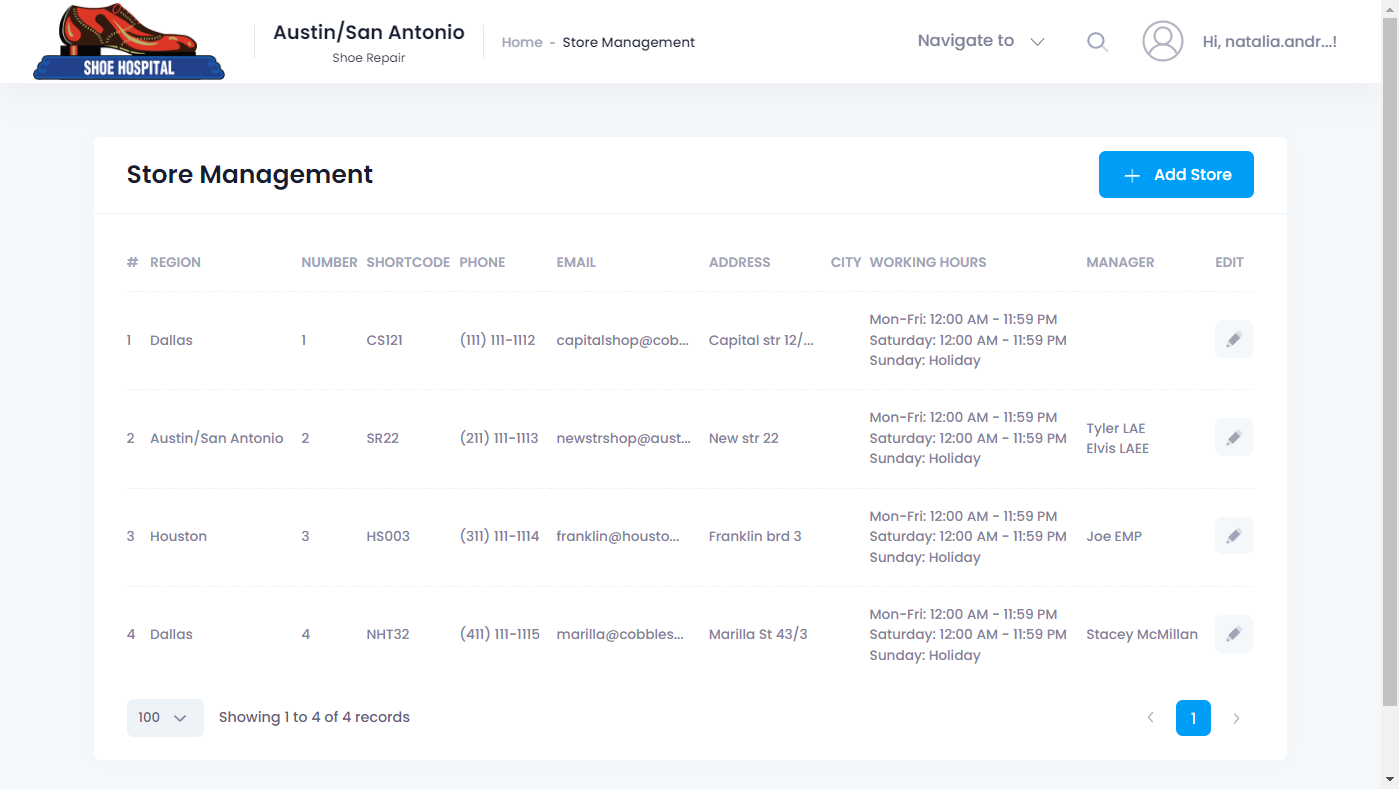 SHOE HOSPITAL
Austin/San Antonio
Shoe Repair
Home - Store Management
Navigate to
Hi, natalia.andr...!
Store Management
Add Store
# REGION NUMBER SHORTCODE PHONE EMAIL ADDRESS CITY WORKING HOURS MANAGER EDIT
1 Dallas 1 CS121 (111) 111-1112 capitalshop@cob... Capital str 12/...
Mon-Fri: 12:00 AM - 11:59 PM
Saturday: 12:00 AM - 11:59 PM
Sunday: Holiday
2 Austin/San Antonio 2 SR22 (211) 111-1113 newstrshop@aust... New str 22
Mon-Fri: 12:00 AM - 11:59 PM
Saturday: 12:00 AM - 11:59 PM
Sunday: Holiday
Tyler LAE
Elvis LAEE
3 Houston 3 HS003 (311) 111-1114 franklin@housto... Franklin brd 3
Mon-Fri: 12:00 AM - 11:59 PM
Saturday: 12:00 AM - 11:59 PM
Sunday: Holiday
Joe EMP
4 Dallas 4 NHT32 (411) 111-1115 marilla@cobbles... Marilla St 43/3
Mon-Fri: 12:00 AM - 11:59 PM
Saturday: 12:00 AM - 11:59 PM
Sunday: Holiday
Stacey McMillan
100
Showing 1 to 4 of 4 records
1